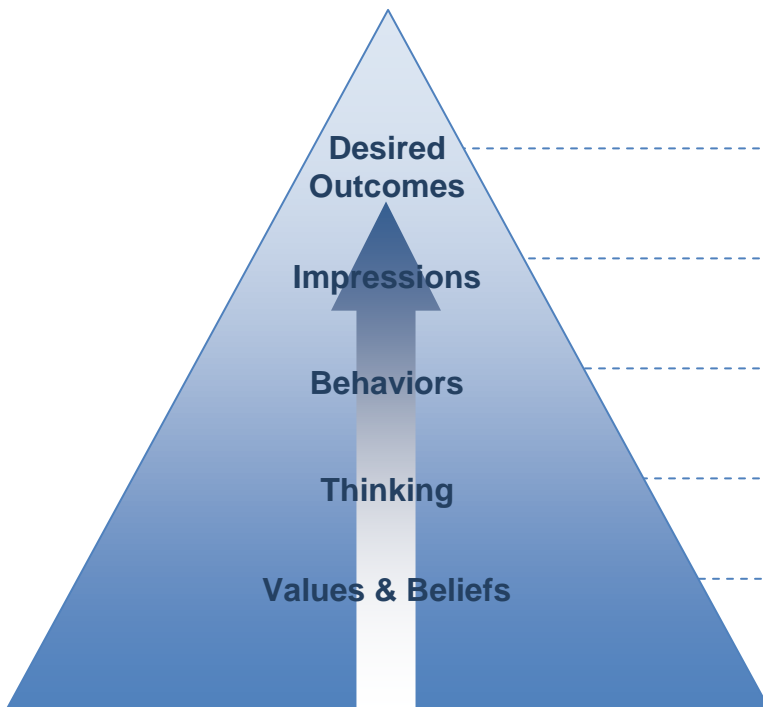 Desired
Outcomes
Impressions
Behaviors
Thinking
Values & Beliefs